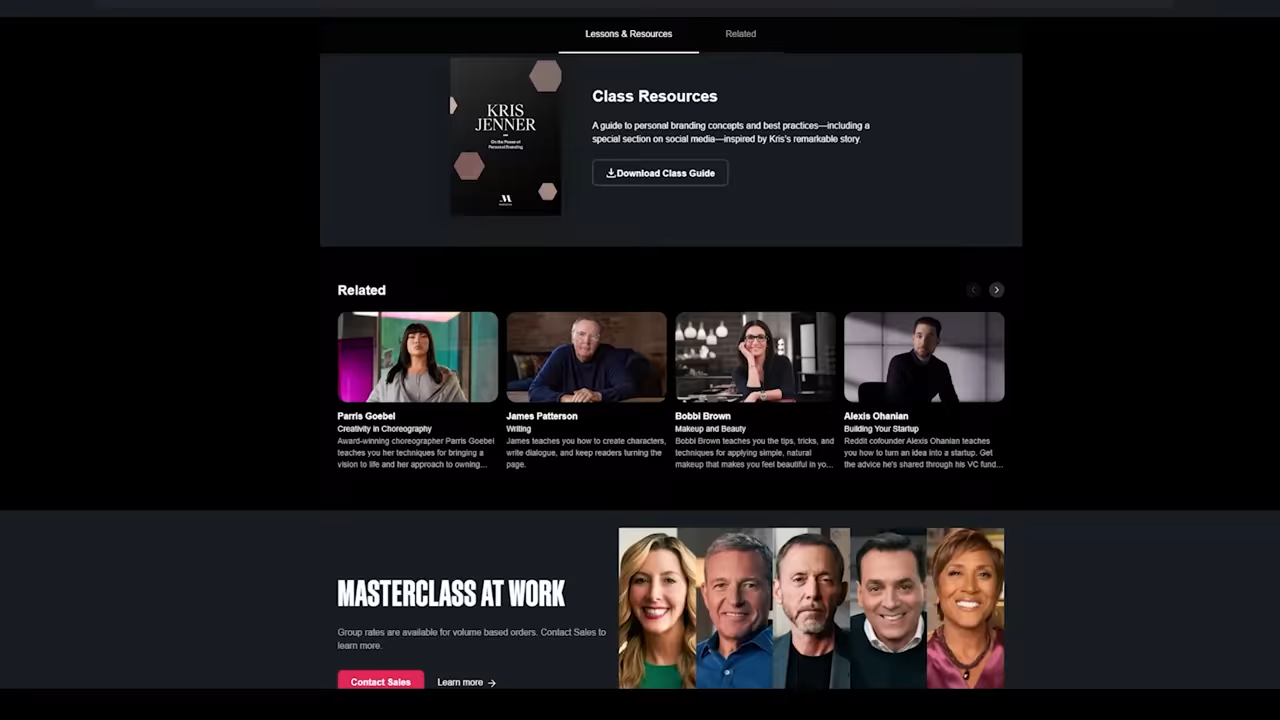 Lessons & Resources
Related
KRIS
JENNER
On the Power of
Personal Branding
Class Resources
A guide to personal branding concepts and best practices—including a
special section on social media—inspired by Kris's remarkable story.
Download Class Guide
Related
Parris Goebel
Creativity in Choreography
Award-winning choreographer Parris Goebel
teaches you her techniques for bringing a
vision to life and her approach to owning...
James Patterson
Writing
James teaches you how to create characters,
write dialogue, and keep readers turning the
page.
Bobbi Brown
Makeup and Beauty
Bobbi Brown teaches you the tips, tricks, and
techniques for applying simple, natural
makeup that makes you feel beautiful in yo...
Alexis Ohanian
Building Your Startup
Reddit cofounder Alexis Ohanian teaches
you how to turn an idea into a startup. Get
the advice he's shared through his VC fund...
MASTERCLASS AT WORK
Group rates are available for volume based orders. Contact Sales to
learn more.
Contact Sales
Learn more →